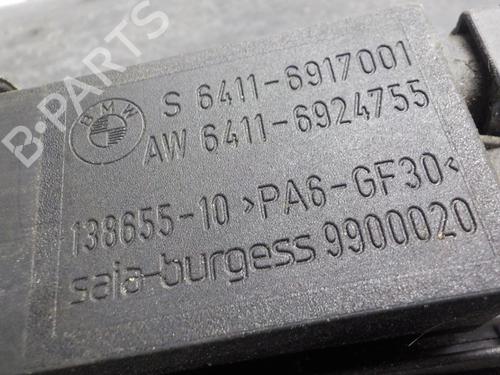 BMW
S 6411-6917001
AW 6411-6924755
138655-10 >PA6-GF30<
saia-burgess 9900020
B-PARTS